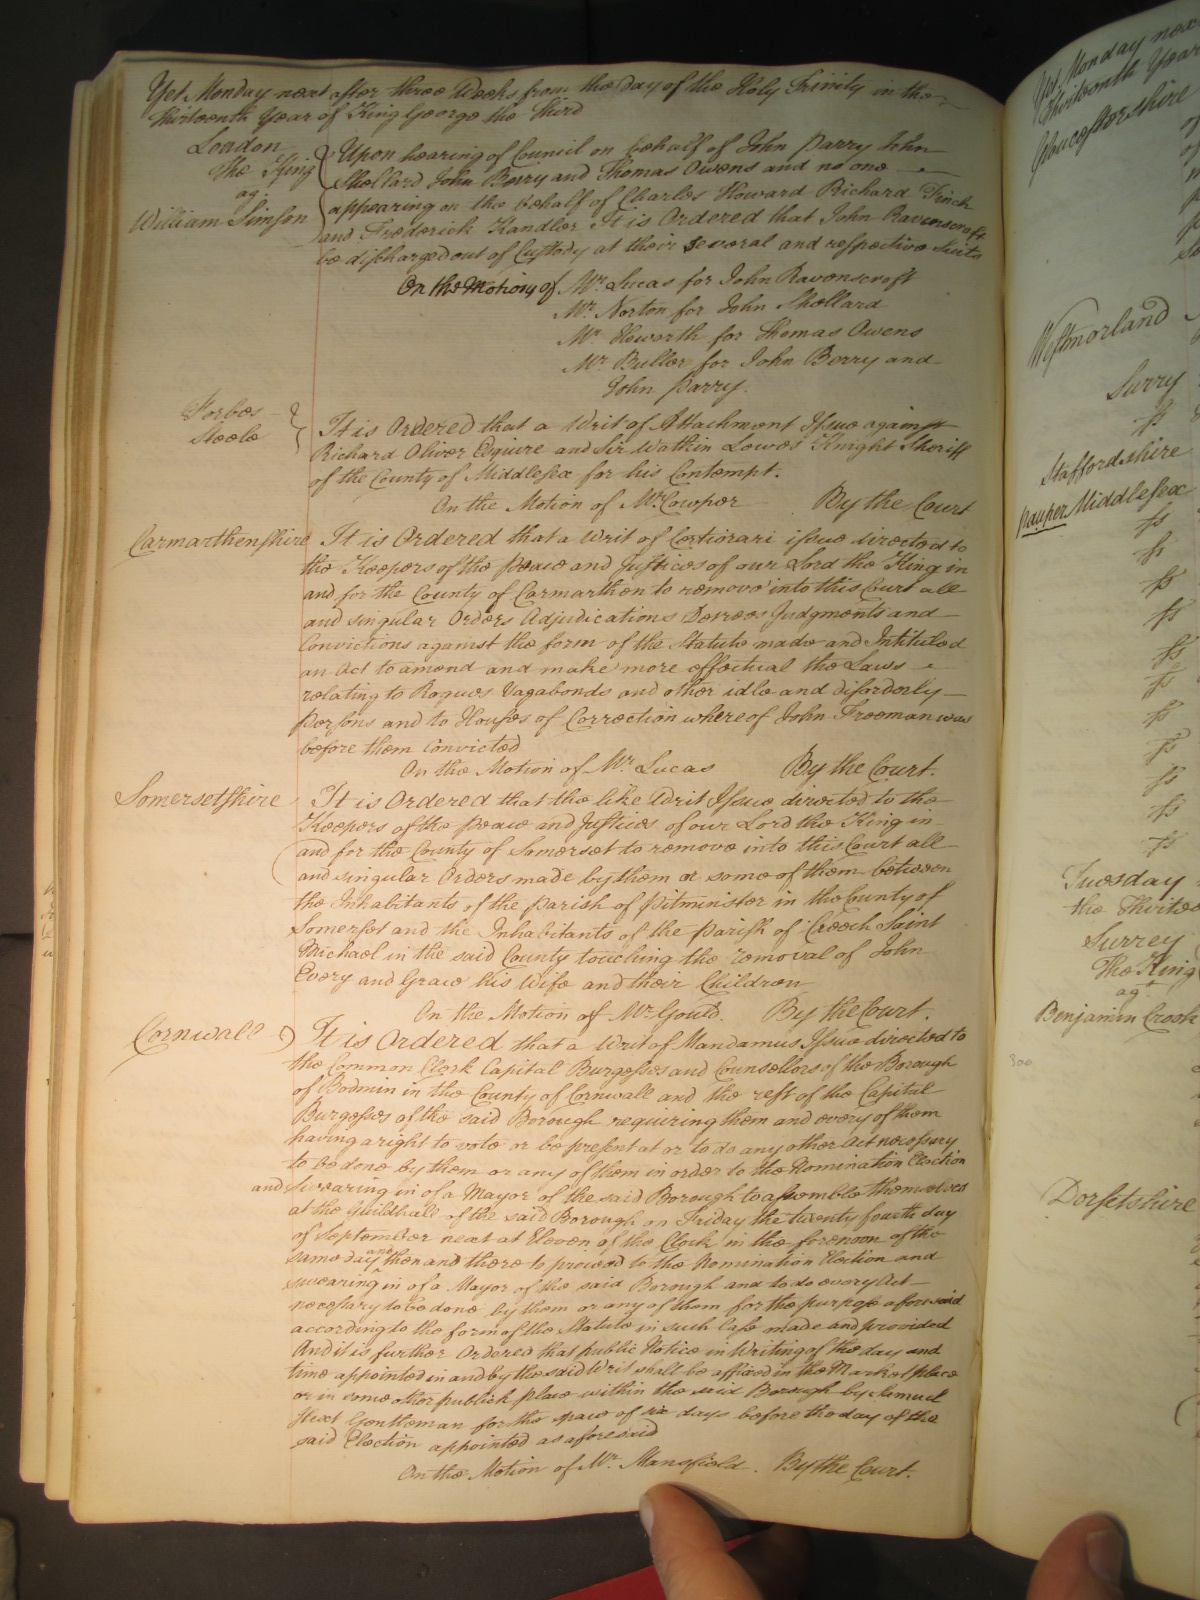 Yet Monday next after three Weeks from the day of the Holy Trinity in the
thirteenth Year of King George the Third
London
The King
agt
William Simson
Upon hearing of Council on behalf of John Parry John
Shellard John Berry and Thomas Owens and no one
appearing on the behalf of Charles Howard Richard Finch
and Frederick Kandler It is Ordered that John Ravenscroft
be discharged out of Custody at their several and respective Suits
On the Motion of Mr. Lucas for John Ravenscroft
Mr. Norton for John Shellard
Mr. Howorth for Thomas Owens
Mr. Buller for John Berry and
John Parry.
Forbes
Steele
It is Ordered that a Writ of Attachment Issue against
Richard Oliver Esquire and Sir Watkin Lewes Knight Sheriff
of the County of Middlesex for his Contempt.
On the Motion of Mr. Cowper By the Court
Carmarthenshire It is Ordered that a Writ of Certiorari issue directed to
the Keepers of the Peace and Justices of our Lord the King in
and for the County of Carmarthen to remove into this Court all
and singular Orders Adjudications Decrees Judgments and
Convictions against the form of the Statute made and Intituled
an Act to amend and make more effectual the Laws
relating to Rogues Vagabonds and other idle and disorderly
Persons and to Houses of Correction whereof John Freeman was
before them convicted
On the Motion of Mr. Lucas By the Court.
Somersetshire It is Ordered that the like Writ Issue directed to the
Keepers of the Peace and Justices of our Lord the King in
and for the County of Somerset to remove into this Court all
and singular Orders made by them or some of them between
the Inhabitants of the Parish of Pitminster in the County of
Somerset and the Inhabitants of the Parish of Creech Saint
Michael in the said County touching the removal of John
Every and Grace his Wife and their Children
On the Motion of Mr. Gould. By the Court.
Cornwall It is Ordered that a Writ of Mandamus Issue directed to
the Common Clerk Capital Burgesses and Counsellors of the Borough
of Bodmin in the County of Cornwall and the rest of the Capital
Burgesses of the said Borough requiring them and every of them
having a right to vote or be present at or to do any other Act necessary
to be done by them or any of them in order to the Nomination Election
and Swearing in of a Mayor of the said Borough to assemble themselves
at the Guildhall of the said Borough on Friday the twenty fourth day
of September next at Eleven of the Clock in the forenoon of the
same day then and there to proceed to the Nomination Election and
and
swearing in of a Mayor of the said Borough and to do every Act
necessary to be done by them or any of them for the purpose aforesaid
according to the form of the Statute in such Case made and provided
And it is further Ordered that public Notice in Writing of the day and
time appointed in and by the said Writ shall be affixed in the Market place
or in some other publick place within the said Borough by Samuel
Hext Gentleman for the space of six days before the day of the
said Election appointed as aforesaid
On the Motion of Mr. Mansfield. By the Court.
Yet Monday next
thirteenth Year
Gloucestershire
Westmorland
Surry
Staffordshire
pauper Middlesex
Tuesday
the
Surrey
The King
agt
Benjamin Crook
300
Dorsetshire